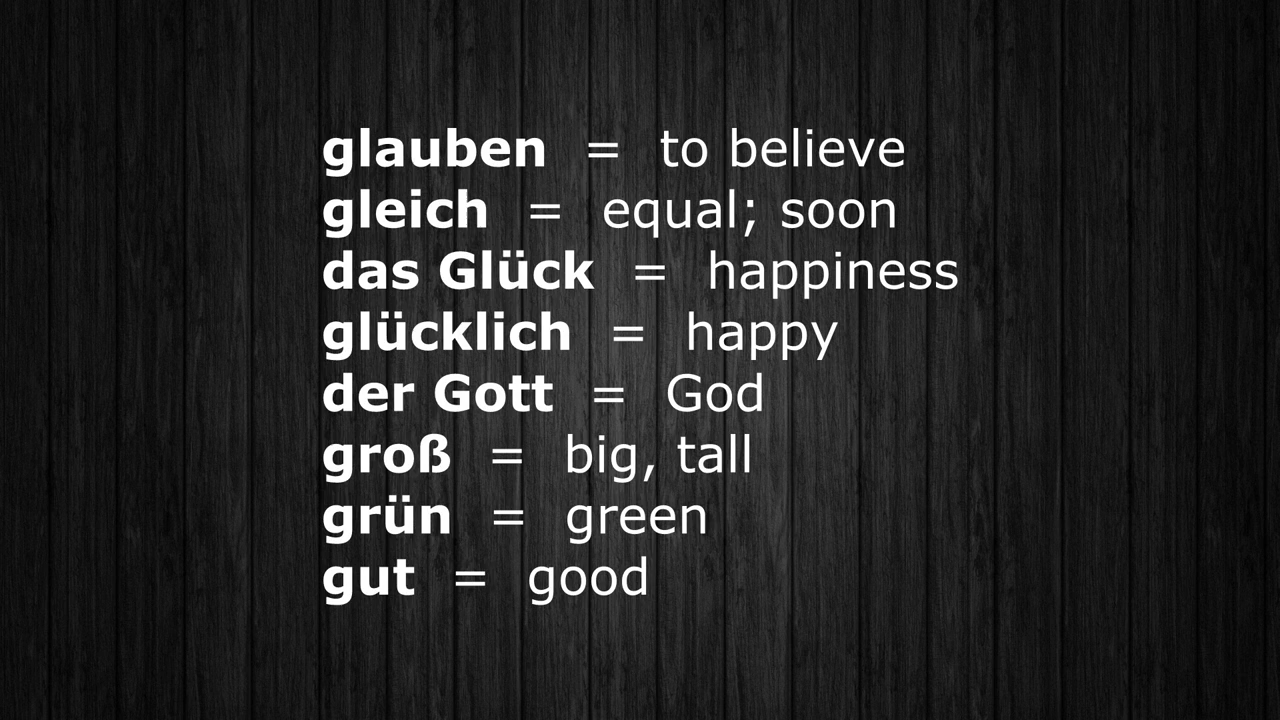 glauben = to believe
gleich = equal; soon
das Glück = happiness
glücklich = happy
der Gott = God
groß = big, tall
grün = green
gut = good